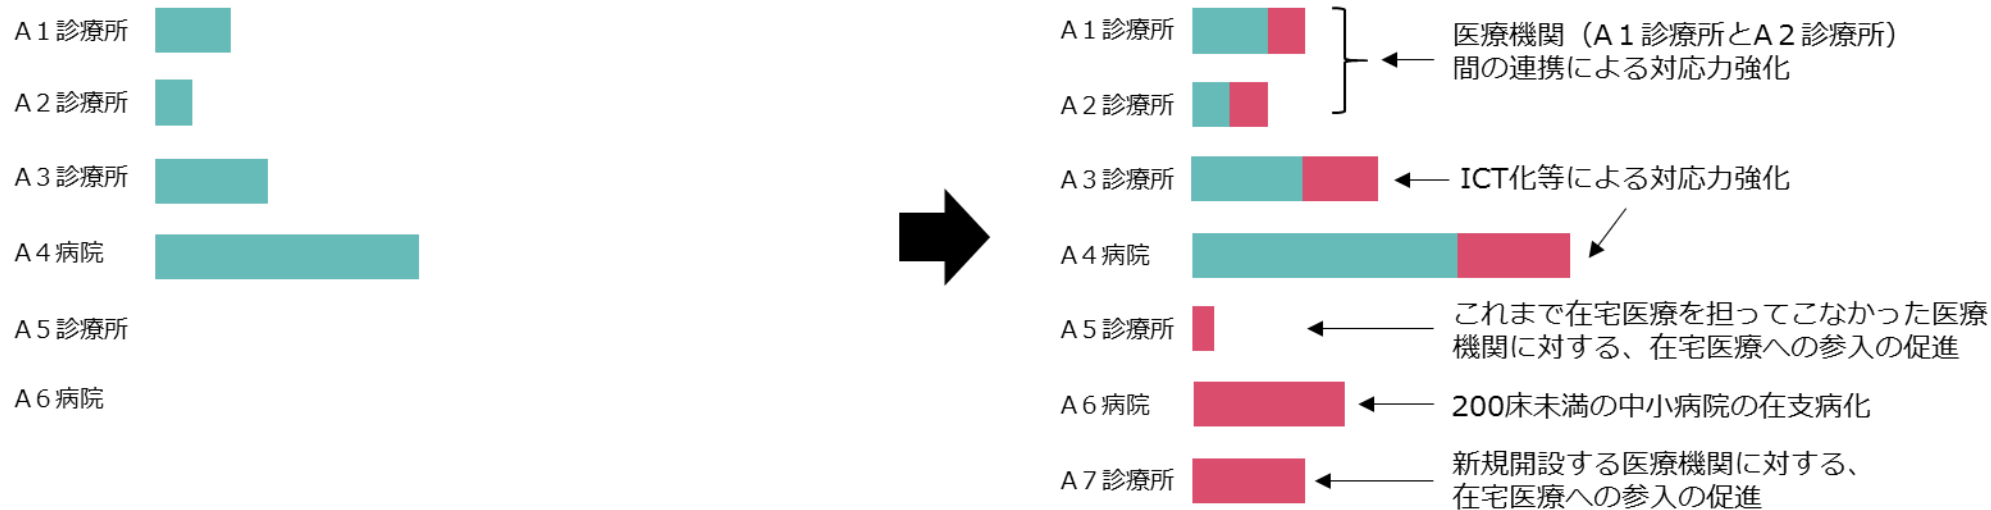 A１診療所
A２診療所
A３診療所
A４病院
A５診療所
A６病院
A１診療所
A２診療所
A３診療所
A４病院
A５診療所
A６病院
A７診療所
医療機関（A１診療所とA２診療所）
間の連携による対応力強化
ICT化等による対応力強化
これまで在宅医療を担ってこなかった医療
機関に対する、在宅医療への参入の促進
200床未満の中小病院の在支病化
新規開設する医療機関に対する、
在宅医療への参入の促進